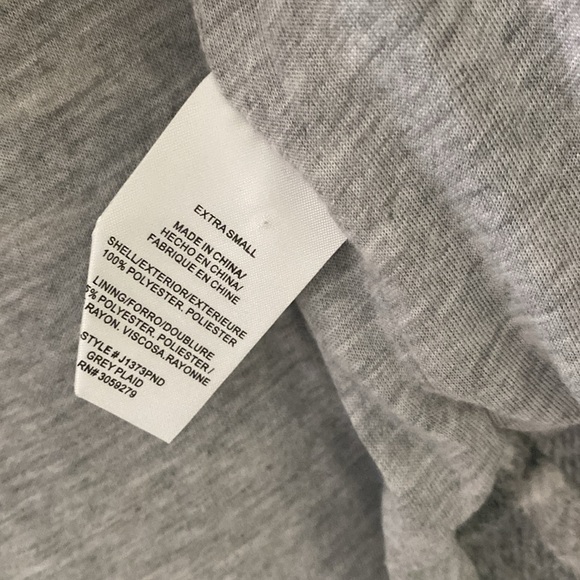 EXTRA SMALL
MADE IN CHINA/
HECHO EN CHINA/
FABRIQUE EN CHINE
SHELL/EXTERIOR/EXTERIEURE
100% POLYESTER. POLIESTER
LINING/FORRO/DOUBLURE
5% POLYESTER. POLIESTER /
RAYON. VISCOSA.RAYONNE
STYLE # J1373PND
GREY PLAID
RN# 3059279